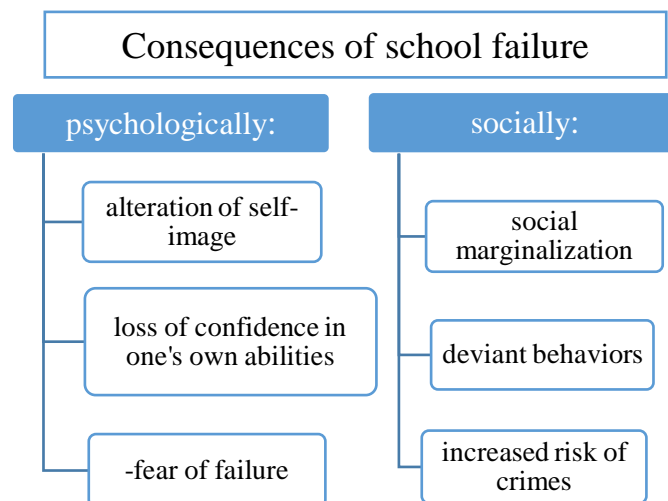 Consequences of school failure
psychologically:
alteration of self-
image
loss of confidence in
one's own abilities
-fear of failure
socially:
social
marginalization
deviant behaviors
increased risk of
crimes